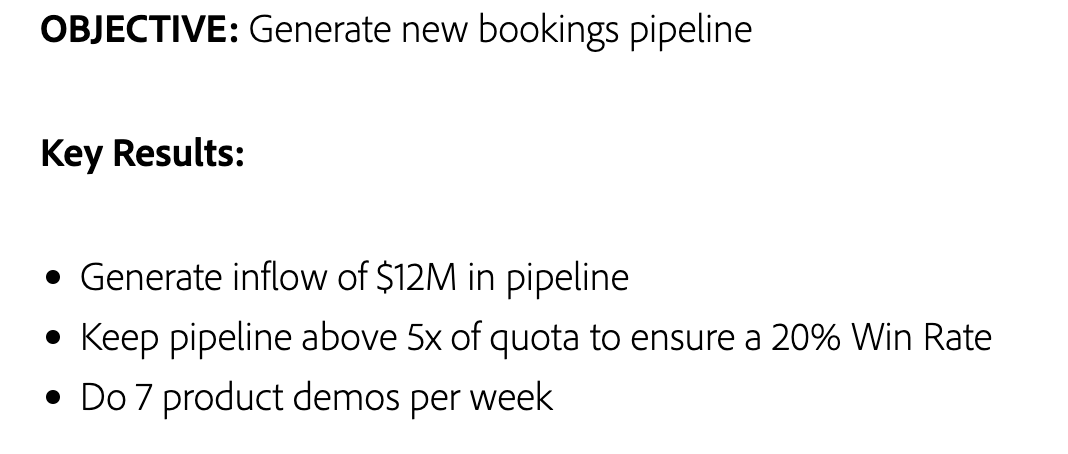 OBJECTIVE: Generate new bookings pipeline
Key Results:
• Generate inflow of $12M in pipeline
• Keep pipeline above 5x of quota to ensure a 20% Win Rate
• Do 7 product demos per week